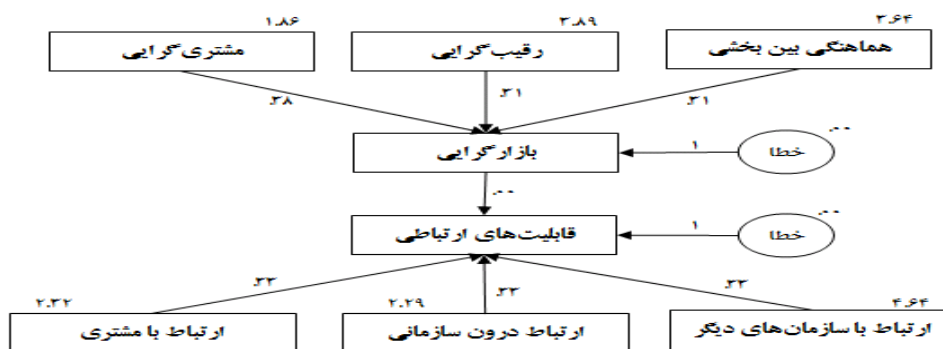 ۳.۶۴
۳.۸۹
۱.۸۶
هماهنگی بین بخشی
رقیب‌گرایی
مشتری‌گرایی
.۳۱
.۳۱
.۳۸
.۰۰
خطا
۱
بازارگرایی
.۰۰
.۰۰
خطا
۱
قابلیت‌های ارتباطی
.۳۳
.۳۳
.۳۳
۴.۶۴
۲.۲۹
۲.۳۲
ارتباط با سازمان‌های دیگر
ارتباط درون سازمانی
ارتباط با مشتری